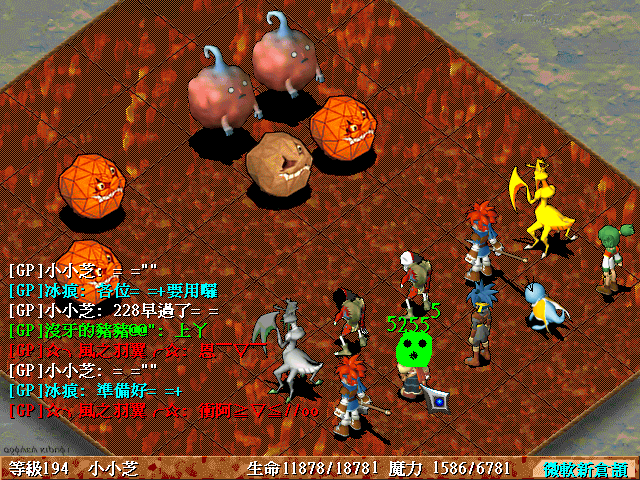 5
5255
[GP]小小芝: = =""
[GP]冰痕: 各位= =+要用囉
[GP]小小芝: 228早過了= =
[GP]沒牙的豬豬@@": 上丫
[GP]小小芝: = =""
[GP]冰痕: 準備好= =+
等級194 小小芝 生命11878/18781 魔力 1586/6781